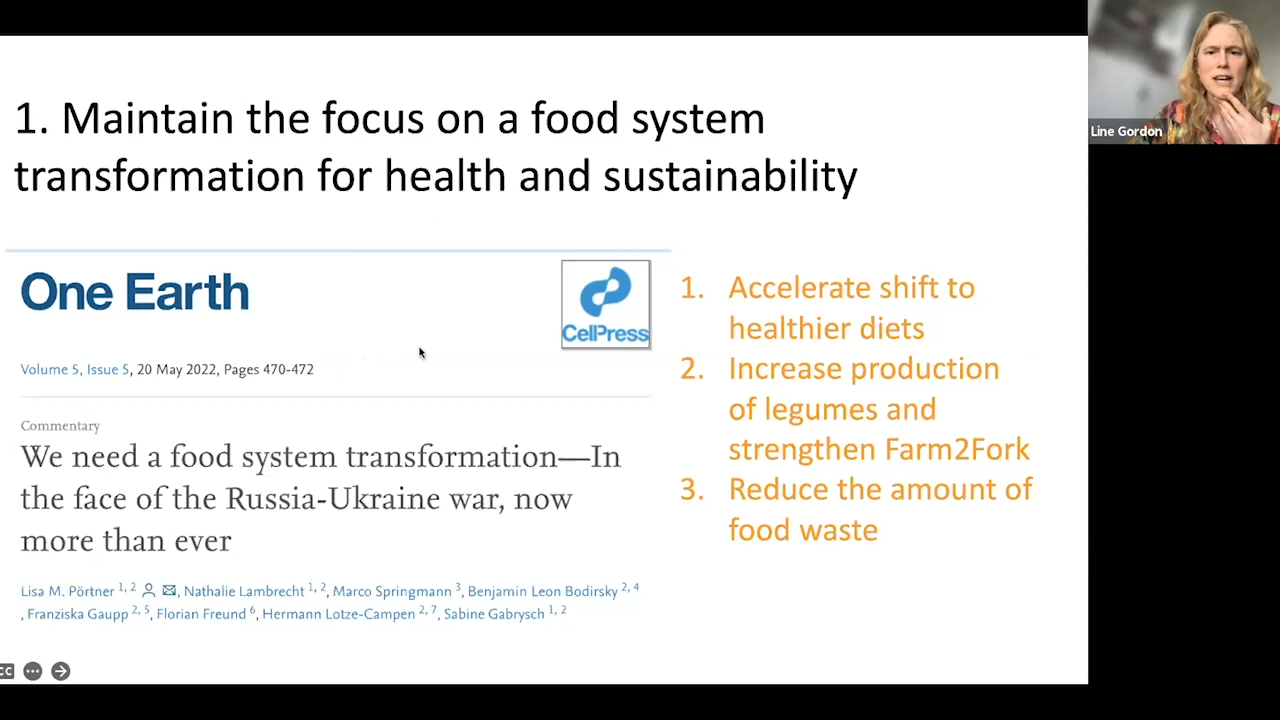 1. Maintain the focus on a food system
transformation for health and sustainability
One Earth
CellPress
Volume 5, Issue 5, 20 May 2022, Pages 470-472
Commentary
We need a food system transformation—In
the face of the Russia-Ukraine war, now
more than ever
Lisa M. Pörtner 1, 2, Nathalie Lambrecht 1, 2, Marco Springmann 3, Benjamin Leon Bodirsky 2, 4
, Franziska Gaupp 2, 5, Florian Freund 6, Hermann Lotze-Campen 2, 7, Sabine Gabrysch 1, 2
1. Accelerate shift to
healthier diets
2. Increase production
of legumes and
strengthen Farm2Fork
3. Reduce the amount of
food waste
Line Gordon
CC